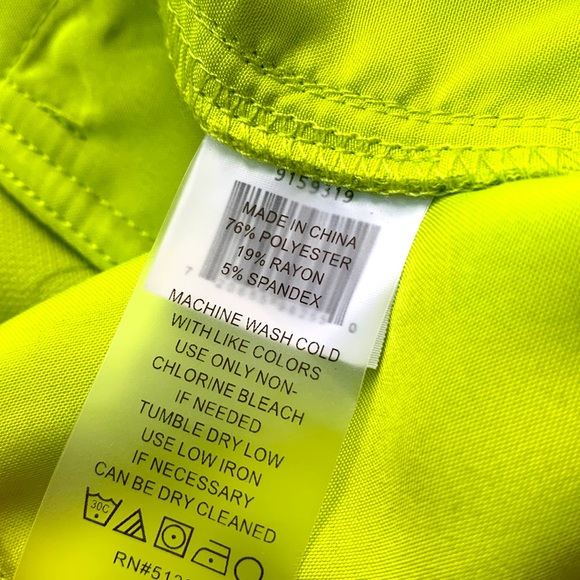 9159319
MADE IN CHINA
76% POLYESTER
19% RAYON
5% SPANDEX
MACHINE WASH COLD
WITH LIKE COLORS
USE ONLY NON-
CHLORINE BLEACH
IF NEEDED
TUMBLE DRY LOW
USE LOW IRON
IF NECESSARY
CAN BE DRY CLEANED
30C